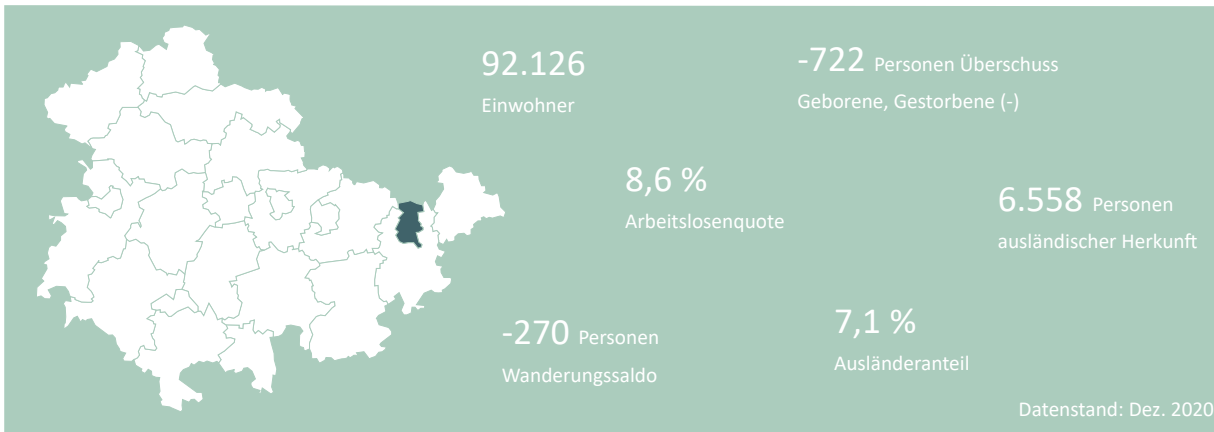 92.126
Einwohner
-722 Personen Überschuss
Geborene, Gestorbene (-)
8,6 %
Arbeitslosenquote
6.558 Personen
ausländischer Herkunft
-270 Personen
Wanderungssaldo
7,1 %
Ausländeranteil
Datenstand: Dez. 2020